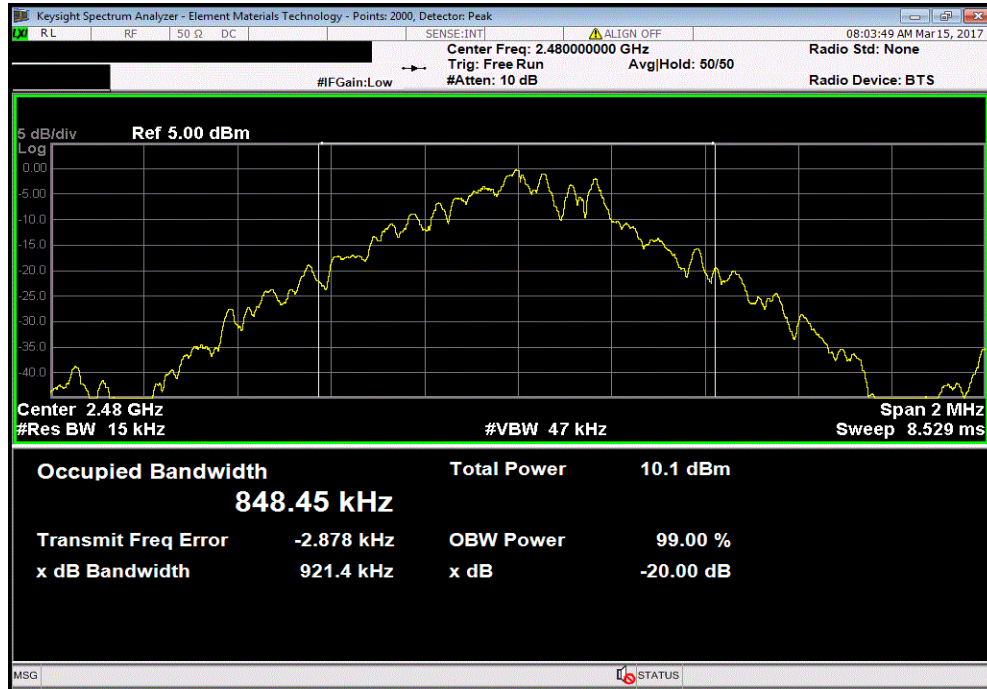 Keysight Spectrum Analyzer - Element Materials Technology - Points: 2000, Detector: Peak
LXI RL RF 50 Ω DC SENSE:INT ALIGN OFF 08:03:49 AM Mar 15, 2017
Center Freq: 2.480000000 GHz Radio Std: None
Trig: Free Run Avg|Hold: 50/50
#IFGain:Low #Atten: 10 dB Radio Device: BTS
5 dB/div Ref 5.00 dBm
Log
0.00
-5.00
-10.0
-15.0
-20.0
-25.0
-30.0
-35.0
-40.0
Center 2.48 GHz Span 2 MHz
#Res BW 15 kHz #VBW 47 kHz Sweep 8.529 ms
Occupied Bandwidth Total Power 10.1 dBm
848.45 kHz
Transmit Freq Error -2.878 kHz OBW Power 99.00 %
x dB Bandwidth 921.4 kHz x dB -20.00 dB
MSG STATUS